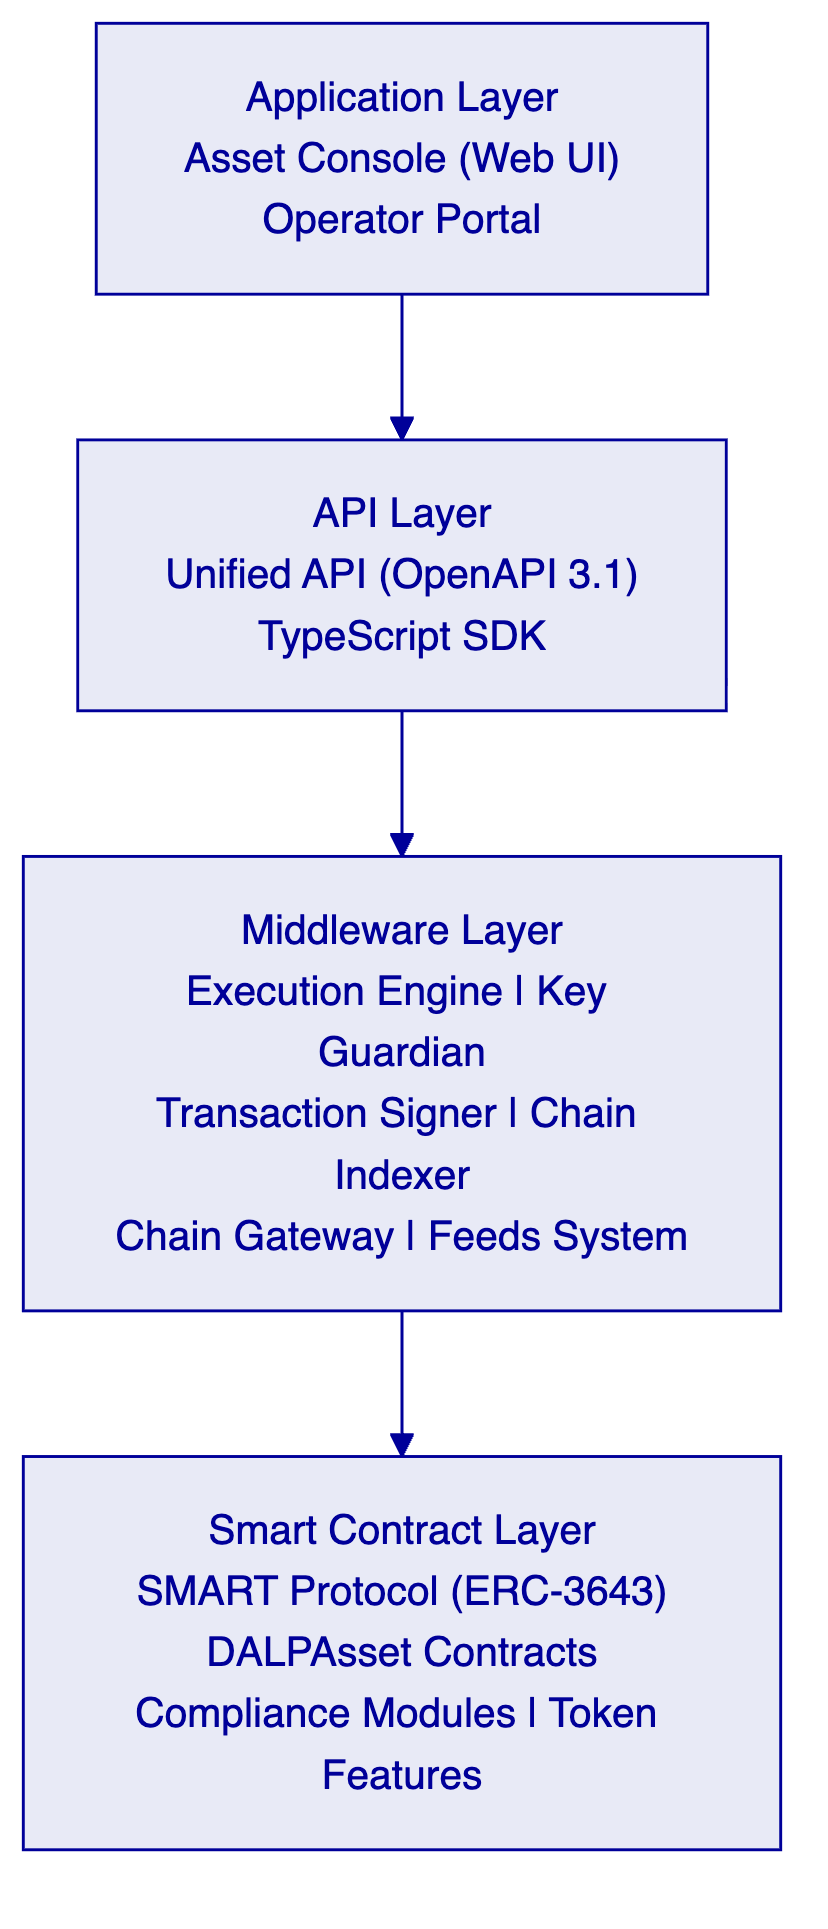 Application Layer
Asset Console (Web UI)
Operator Portal
API Layer
Unified API (OpenAPI 3.1)
TypeScript SDK
Middleware Layer
Execution Engine | Key
Guardian
Transaction Signer | Chain
Indexer
Chain Gateway | Feeds System
Smart Contract Layer
SMART Protocol (ERC-3643)
DALPAsset Contracts
Compliance Modules | Token
Features